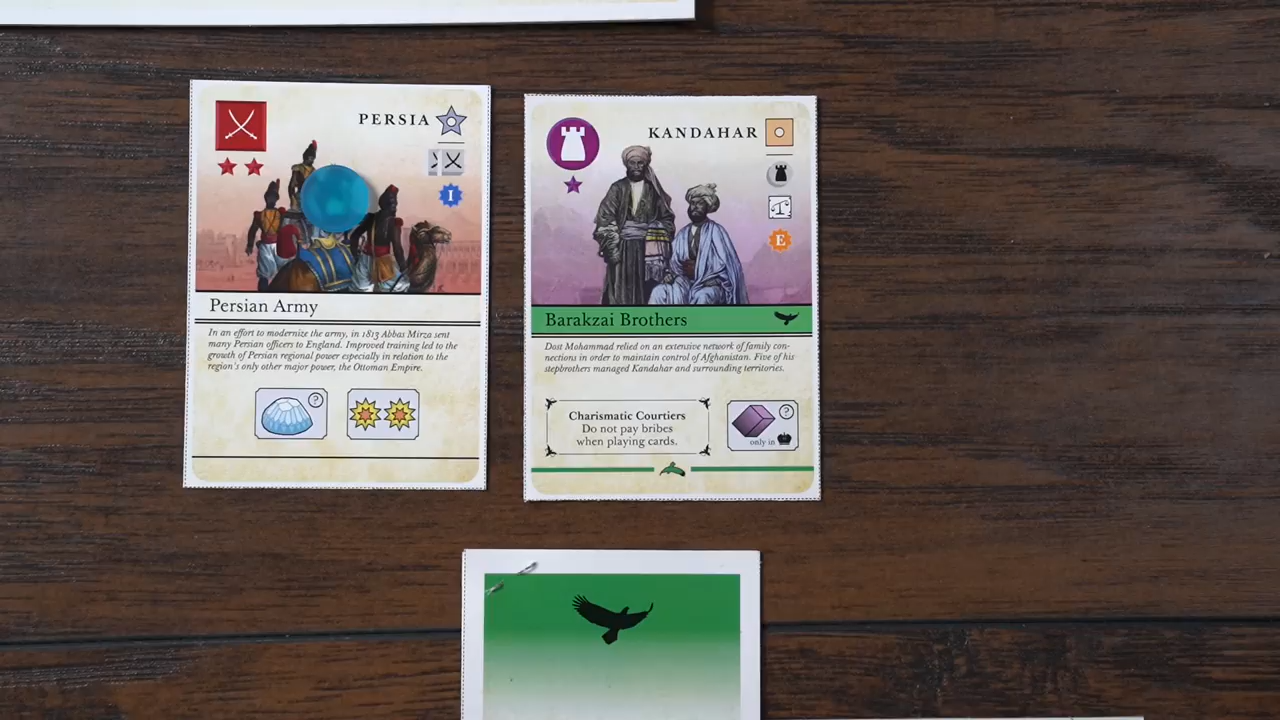 PERSIA
I
Persian Army
In an effort to modernize the army, in 1813 Abbas Mirza sent
many Persian officers to England. Improved training led to the
growth of Persian regional power especially in relation to the
region's only other major power, the Ottoman Empire.
?
KANDAHAR
E
Barakzai Brothers
Dost Mohammad relied on an extensive network of family con-
nections in order to maintain control of Afghanistan. Five of his
stepbrothers managed Kandahar and surrounding territories.
Charismatic Courtiers
Do not pay bribes
when playing cards.
?
only in